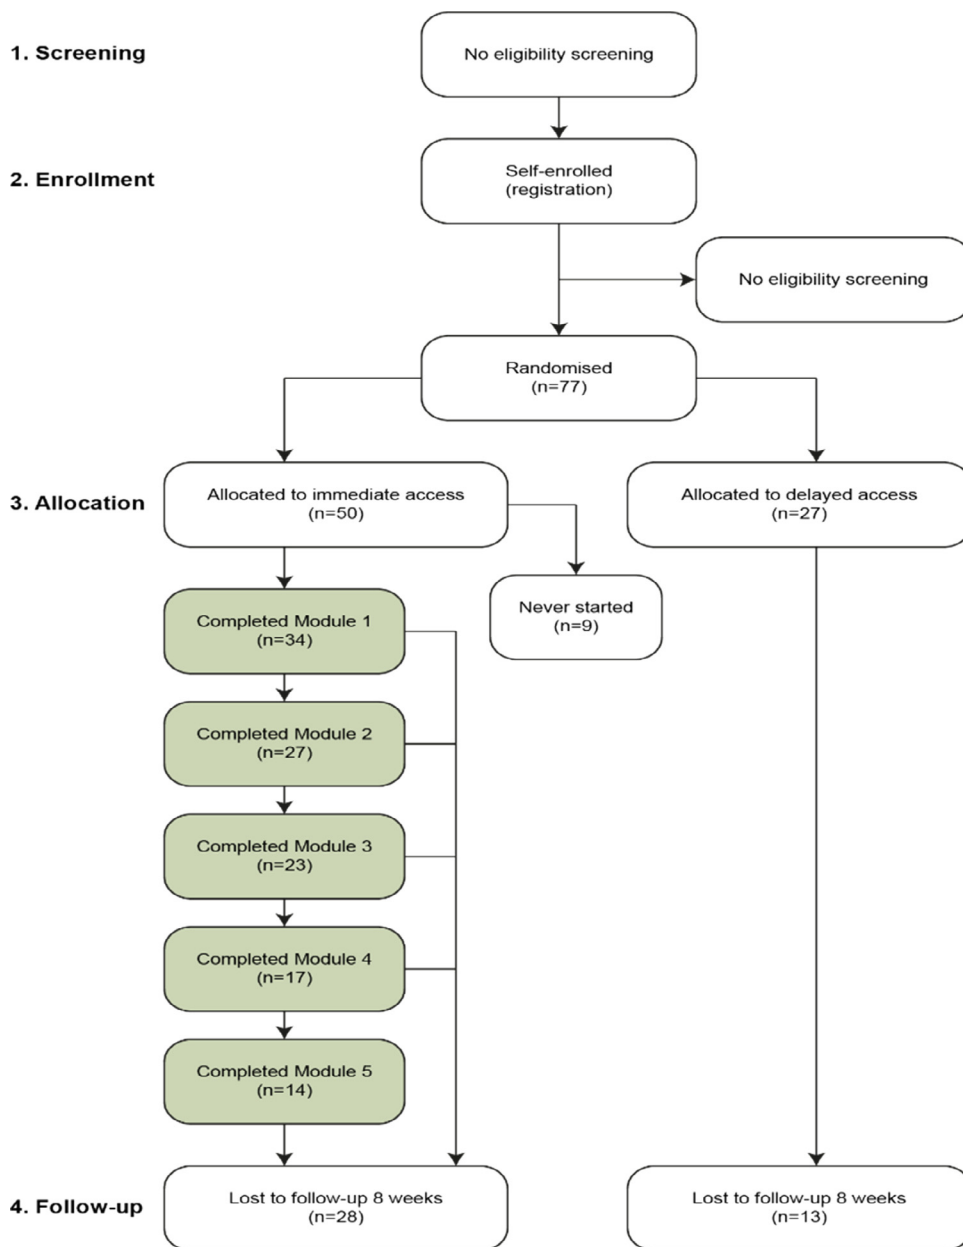 1. Screening
No eligibility screening
2. Enrollment
Self-enrolled
(registration)
No eligibility screening
Randomised
(n=77)
3. Allocation
Allocated to immediate access
(n=50)
Allocated to delayed access
(n=27)
Never started
(n=9)
Completed Module 1
(n=34)
Completed Module 2
(n=27)
Completed Module 3
(n=23)
Completed Module 4
(n=17)
Completed Module 5
(n=14)
4. Follow-up
Lost to follow-up 8 weeks
(n=28)
Lost to follow-up 8 weeks
(n=13)